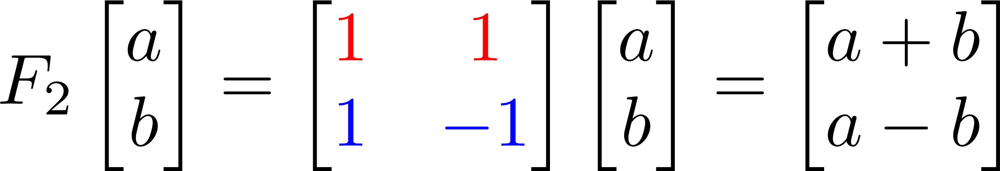 F₂ [a b] = [1 1 1 −1] [a b] = [a + b a − b]